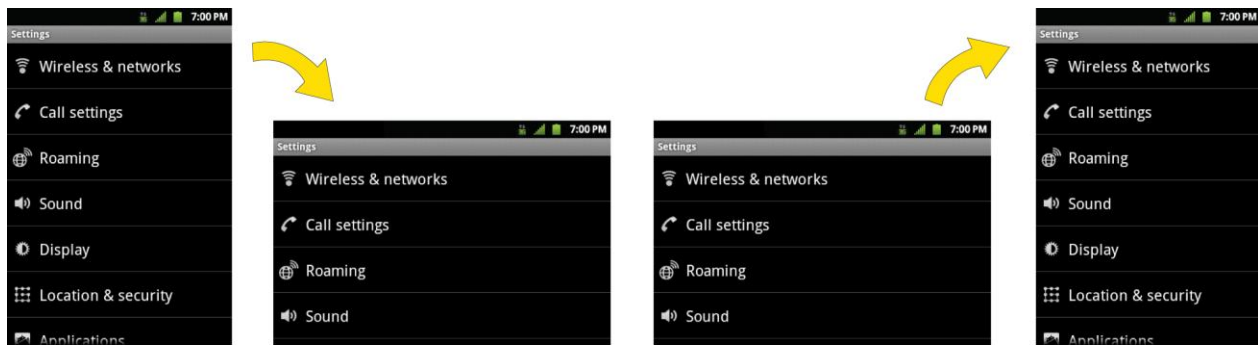 7:00 PM
Settings
Wireless & networks
Call settings
Roaming
Sound
Display
Location & security
Applications
7:00 PM
Settings
Wireless & networks
Call settings
Roaming
Sound
7:00 PM
Settings
Wireless & networks
Call settings
Roaming
Sound
7:00 PM
Settings
Wireless & networks
Call settings
Roaming
Sound
Display
Location & security
Applications